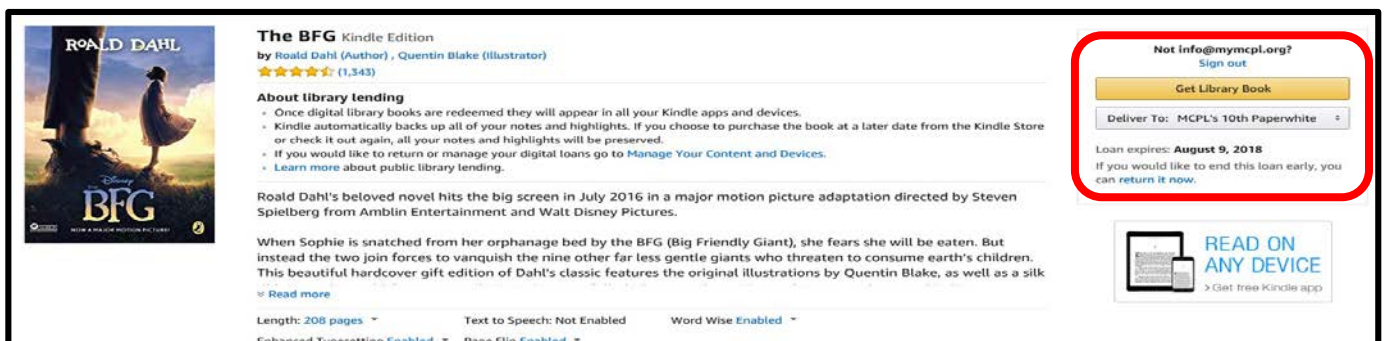 ROALD DAHL
Disney
THE
BFG
NOW A MAJOR MOTION PICTURE!
The BFG Kindle Edition
by Roald Dahl (Author) , Quentin Blake (Illustrator)
(1,343)
About library lending
Once digital library books are redeemed they will appear in all your Kindle apps and devices.
Kindle automatically backs up all of your notes and highlights. If you choose to purchase the book at a later date from the Kindle Store
or check it out again, all your notes and highlights will be preserved.
If you would like to return or manage your digital loans go to Manage Your Content and Devices.
Learn more about public library lending.
Roald Dahl's beloved novel hits the big screen in July 2016 in a major motion picture adaptation directed by Steven
Spielberg from Amblin Entertainment and Walt Disney Pictures.
When Sophie is snatched from her orphanage bed by the BFG (Big Friendly Giant), she fears she will be eaten. But
instead the two join forces to vanquish the nine other far less gentle giants who threaten to consume earth's children.
This beautiful hardcover gift edition of Dahl's classic features the original illustrations by Quentin Blake, as well as a silk
Read more
Length: 208 pages Text to Speech: Not Enabled Word Wise Enabled
Enhanced Typesetting Enabled Page Flip Enabled
Not info@mymcpl.org?
Sign out
Get Library Book
Deliver To: MCPL's 10th Paperwhite
Loan expires: August 9, 2018
If you would like to end this loan early, you
can return it now.
READ ON
ANY DEVICE
>Get free Kindle app